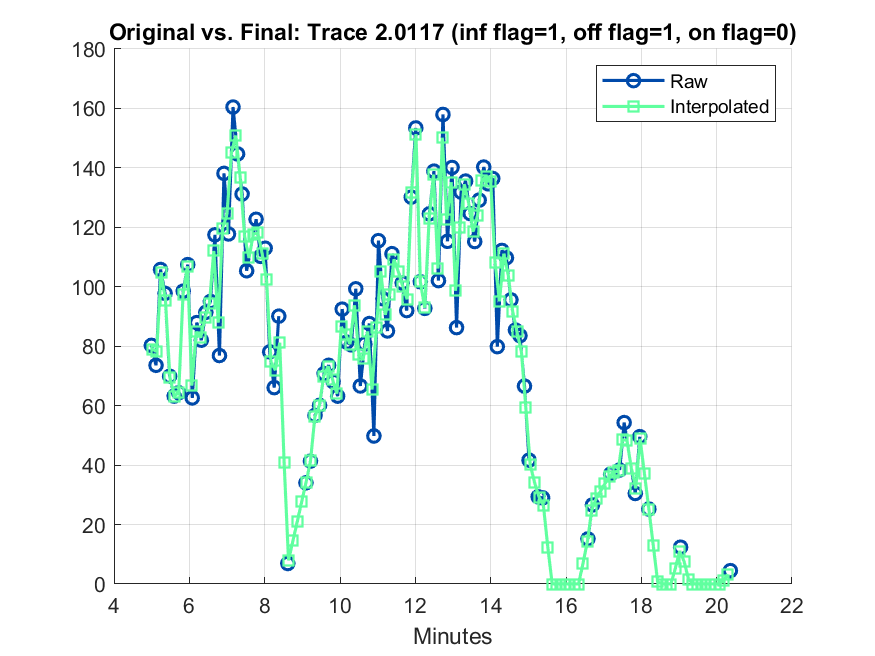 Original vs. Final: Trace 2.0117 (inf flag=1, off flag=1, on flag=0)
180
160
140
120
100
80
60
40
20
0
Raw
Interpolated
4 6 8 10 12 14 16 18 20 22
Minutes